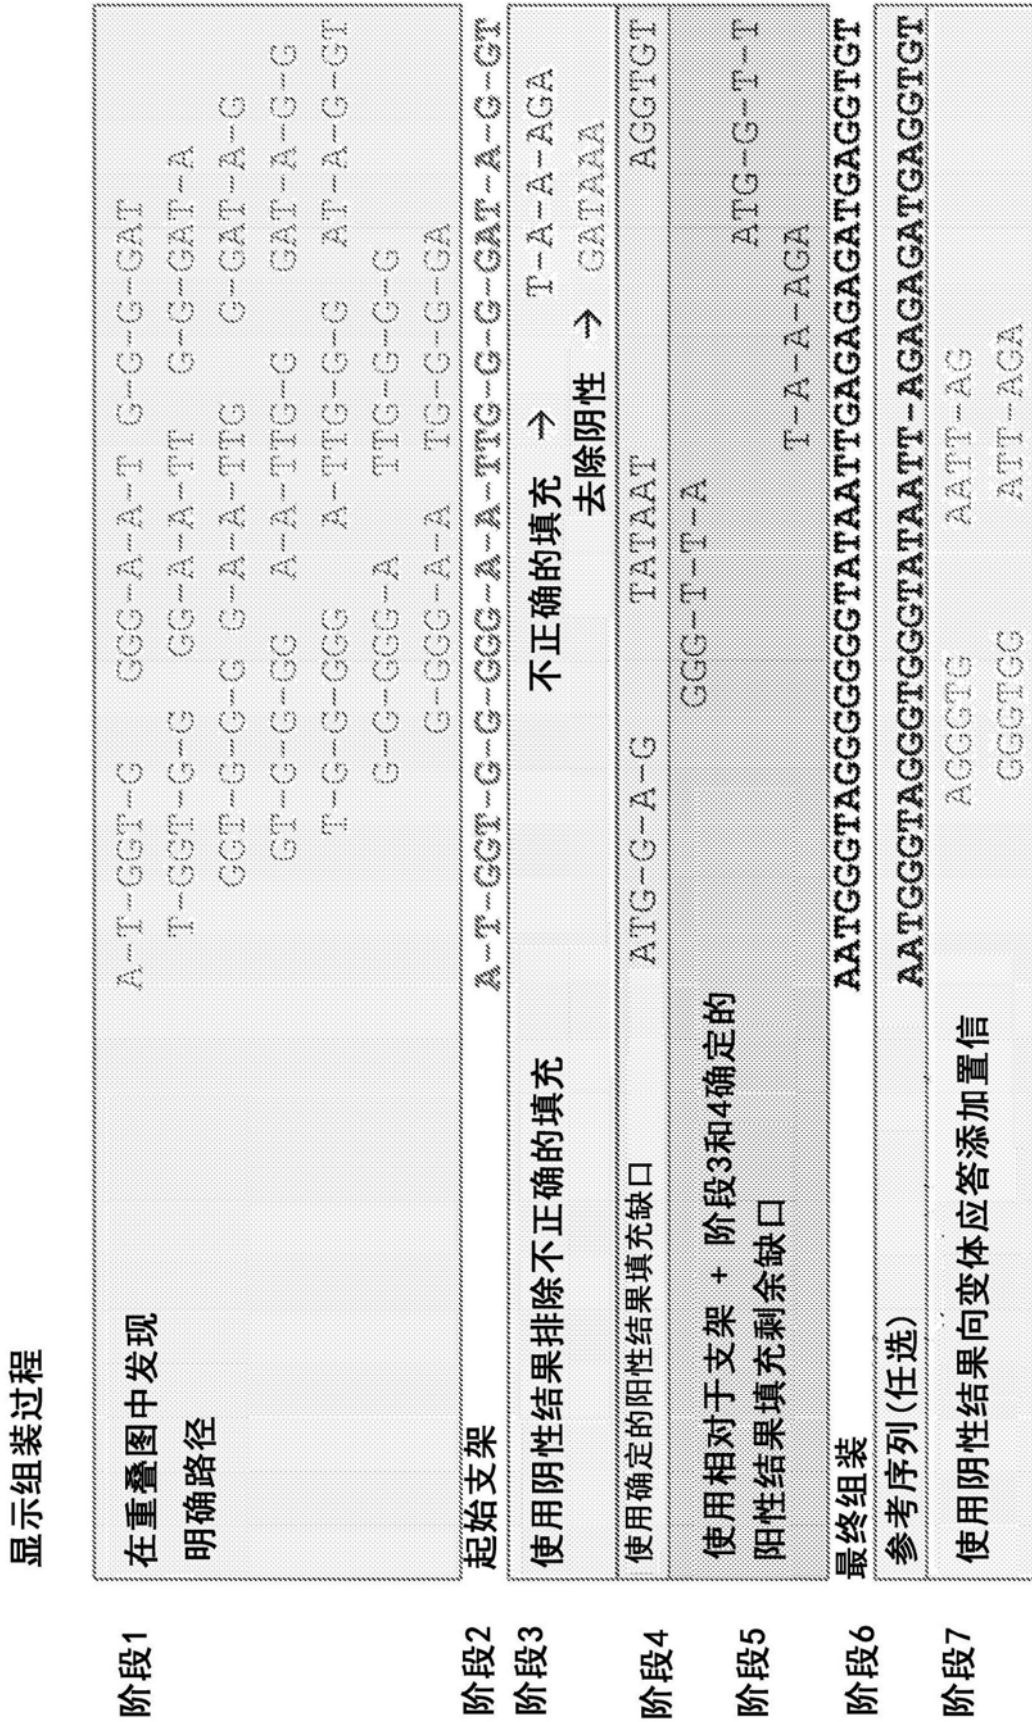 显示组装过程
阶段1
在重叠图中发现
明确路径
A-T-GGT-G GGG-A-A-T G-G-G-GAT
T-GGT-G-G GG-A-A-TT G-G-GAT-A
GGT-G-G-G G-A-A-TTG G-GAT-A-G
GT-G-G-GG A-A-TTG-G GAT-A-G-G
T-G-G-GGG A-TTG-G-G AT-A-G-GT
G-G-GGG-A TTG-G-G-G
G-GGG-A-A TG-G-G-GA
阶段2
起始支架
A-T-GGT-G-G-GGG-A-A-TTG-G-G-GAT-A-G-GT
阶段3
使用阴性结果排除不正确的填充
不正确的填充 → T-A-A-AGA
去除阴性 → GATAAA
阶段4
使用确定的阳性结果填充缺口
ATG-G-A-G TATAAT AGGTGT
阶段5
使用相对于支架 + 阶段3和4确定的
阳性结果填充剩余缺口
GGG-T-T-A ATG-G-T-T
T-A-A-AGA
阶段6
最终组装
AATGGGTAGGGGGGGTATAATTGAGAGAGATGAGGTGT
参考序列(任选)
AATGGGTAGGGTGGGTATAATT-AGAGAGATGAGGTGT
阶段7
使用阴性结果向变体应答添加置信
AGGGTG AATT-AG
GGGTGG ATT-AGA